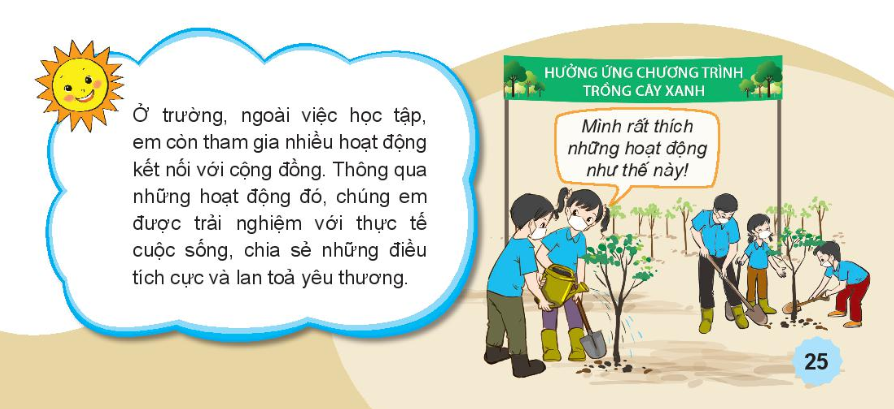 Ở trường, ngoài việc học tập,
em còn tham gia nhiều hoạt động
kết nối với cộng đồng. Thông qua
những hoạt động đó, chúng em
được trải nghiệm với thực tế
cuộc sống, chia sẻ những điều
tích cực và lan toả yêu thương.
HƯỞNG ỨNG CHƯƠNG TRÌNH
TRỒNG CÂY XANH
Mình rất thích
những hoạt động
như thế này!
25